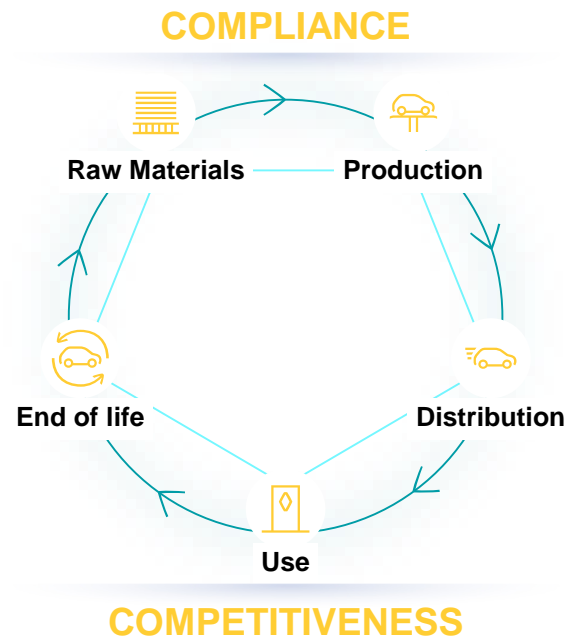 COMPLIANCE
Raw Materials
Production
End of life
Distribution
Use
COMPETITIVENESS